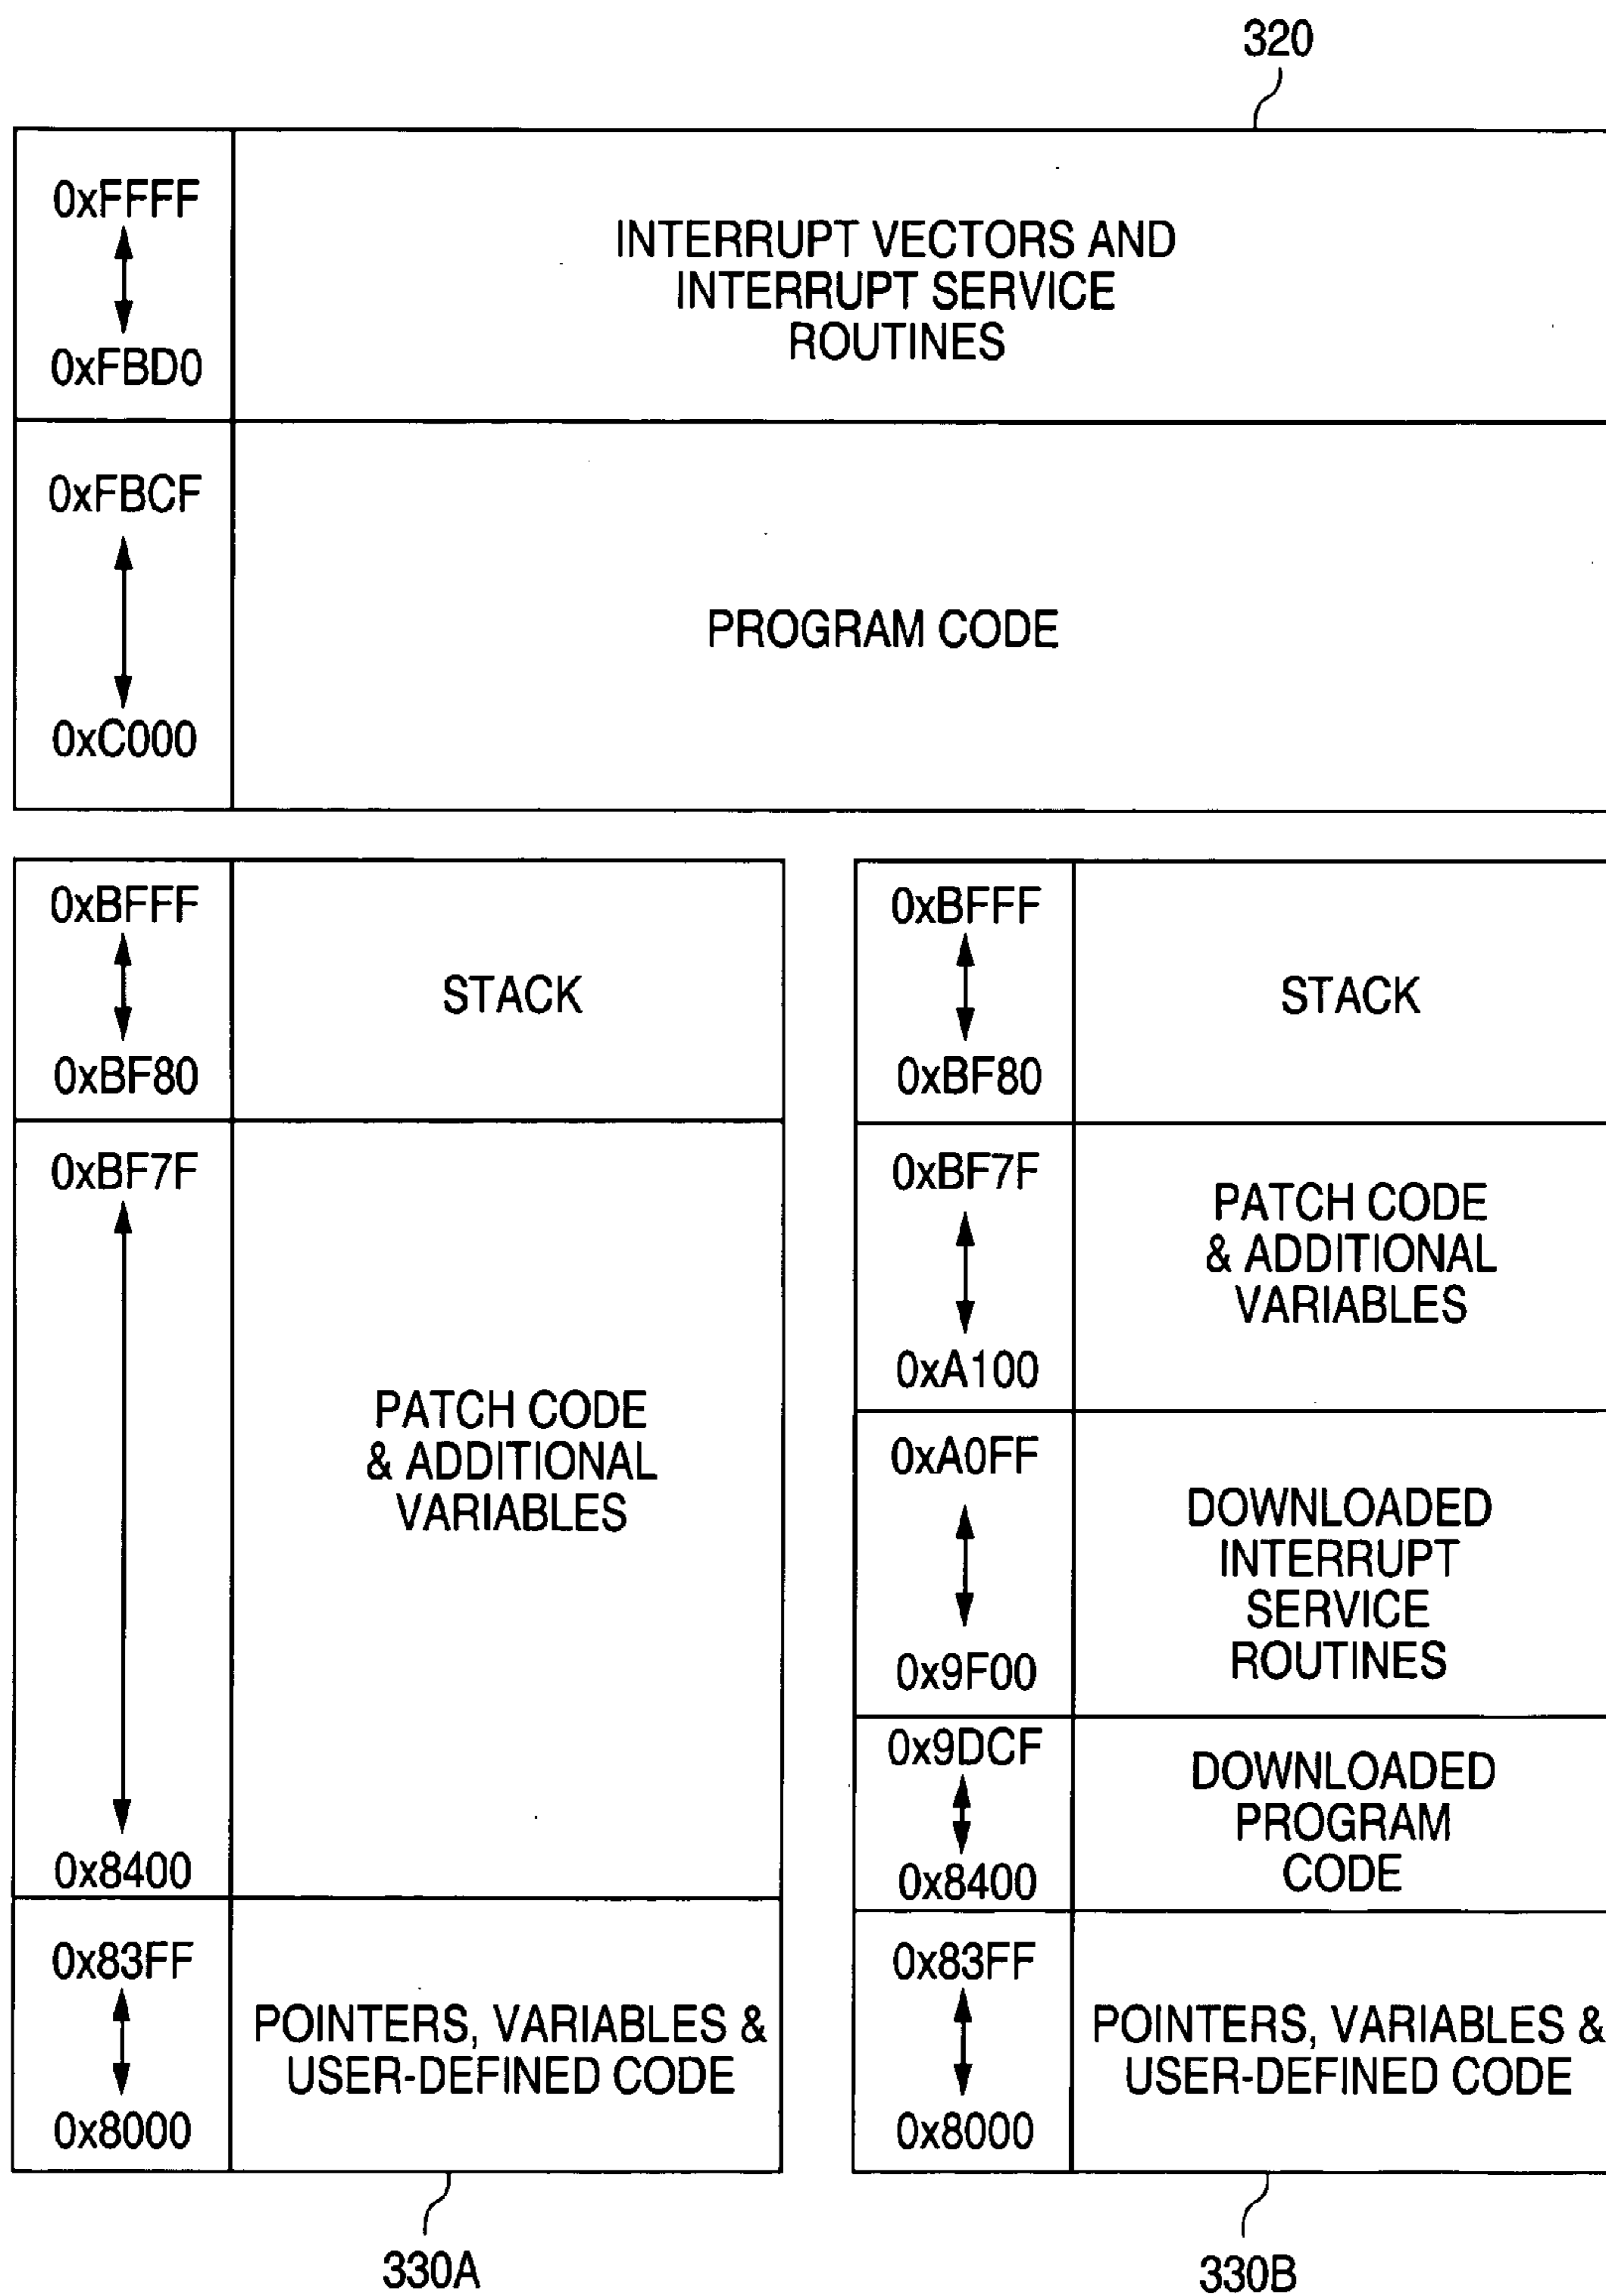 320
0xFFFF
0xFBD0
INTERRUPT VECTORS AND
INTERRUPT SERVICE
ROUTINES
0xFBCF
0xC000
PROGRAM CODE
0xBFFF
0xBF80
STACK
0xBF7F
0x8400
PATCH CODE
& ADDITIONAL
VARIABLES
0x83FF
0x8000
POINTERS, VARIABLES &
USER-DEFINED CODE
330A
0xBFFF
0xBF80
STACK
0xBF7F
0xA100
PATCH CODE
& ADDITIONAL
VARIABLES
0xA0FF
0x9F00
DOWNLOADED
INTERRUPT
SERVICE
ROUTINES
0x9DCF
0x8400
DOWNLOADED
PROGRAM
CODE
0x83FF
0x8000
POINTERS, VARIABLES &
USER-DEFINED CODE
330B